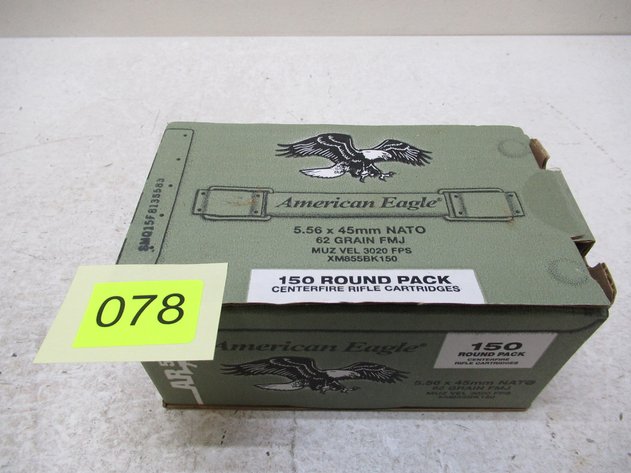 American Eagle®
5.56 x 45mm NATO
62 GRAIN FMJ
MUZ VEL 3020 FPS
XM855BK150
150 ROUND PACK
CENTERFIRE RIFLE CARTRIDGES
078
American Eagle®
150
ROUND PACK
CENTERFIRE
RIFLE CARTRIDGES
5.56 x 45mm NATO
62 GRAIN FMJ
MUZ VEL 3020 FPS
XM855BK150